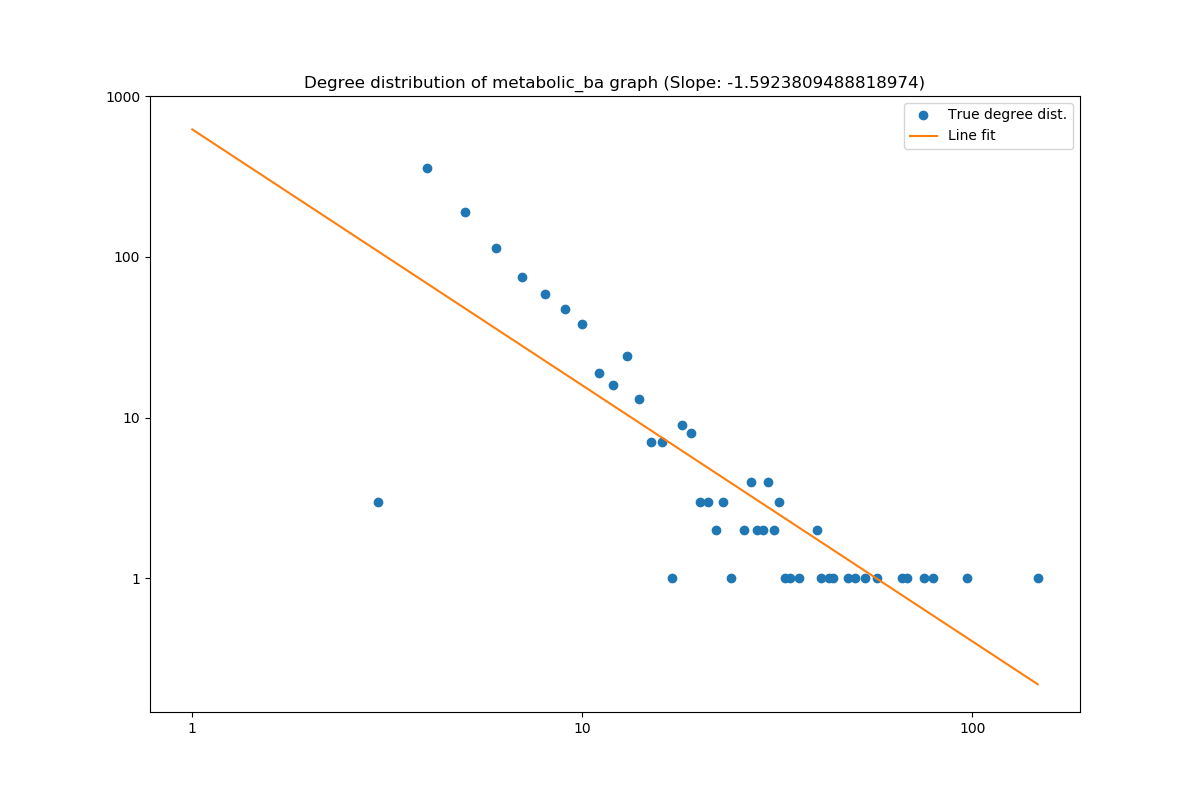 Degree distribution of metabolic_ba graph (Slope: -1.5923809488818974)
True degree dist.
Line fit
1000
100
10
1
1
10
100